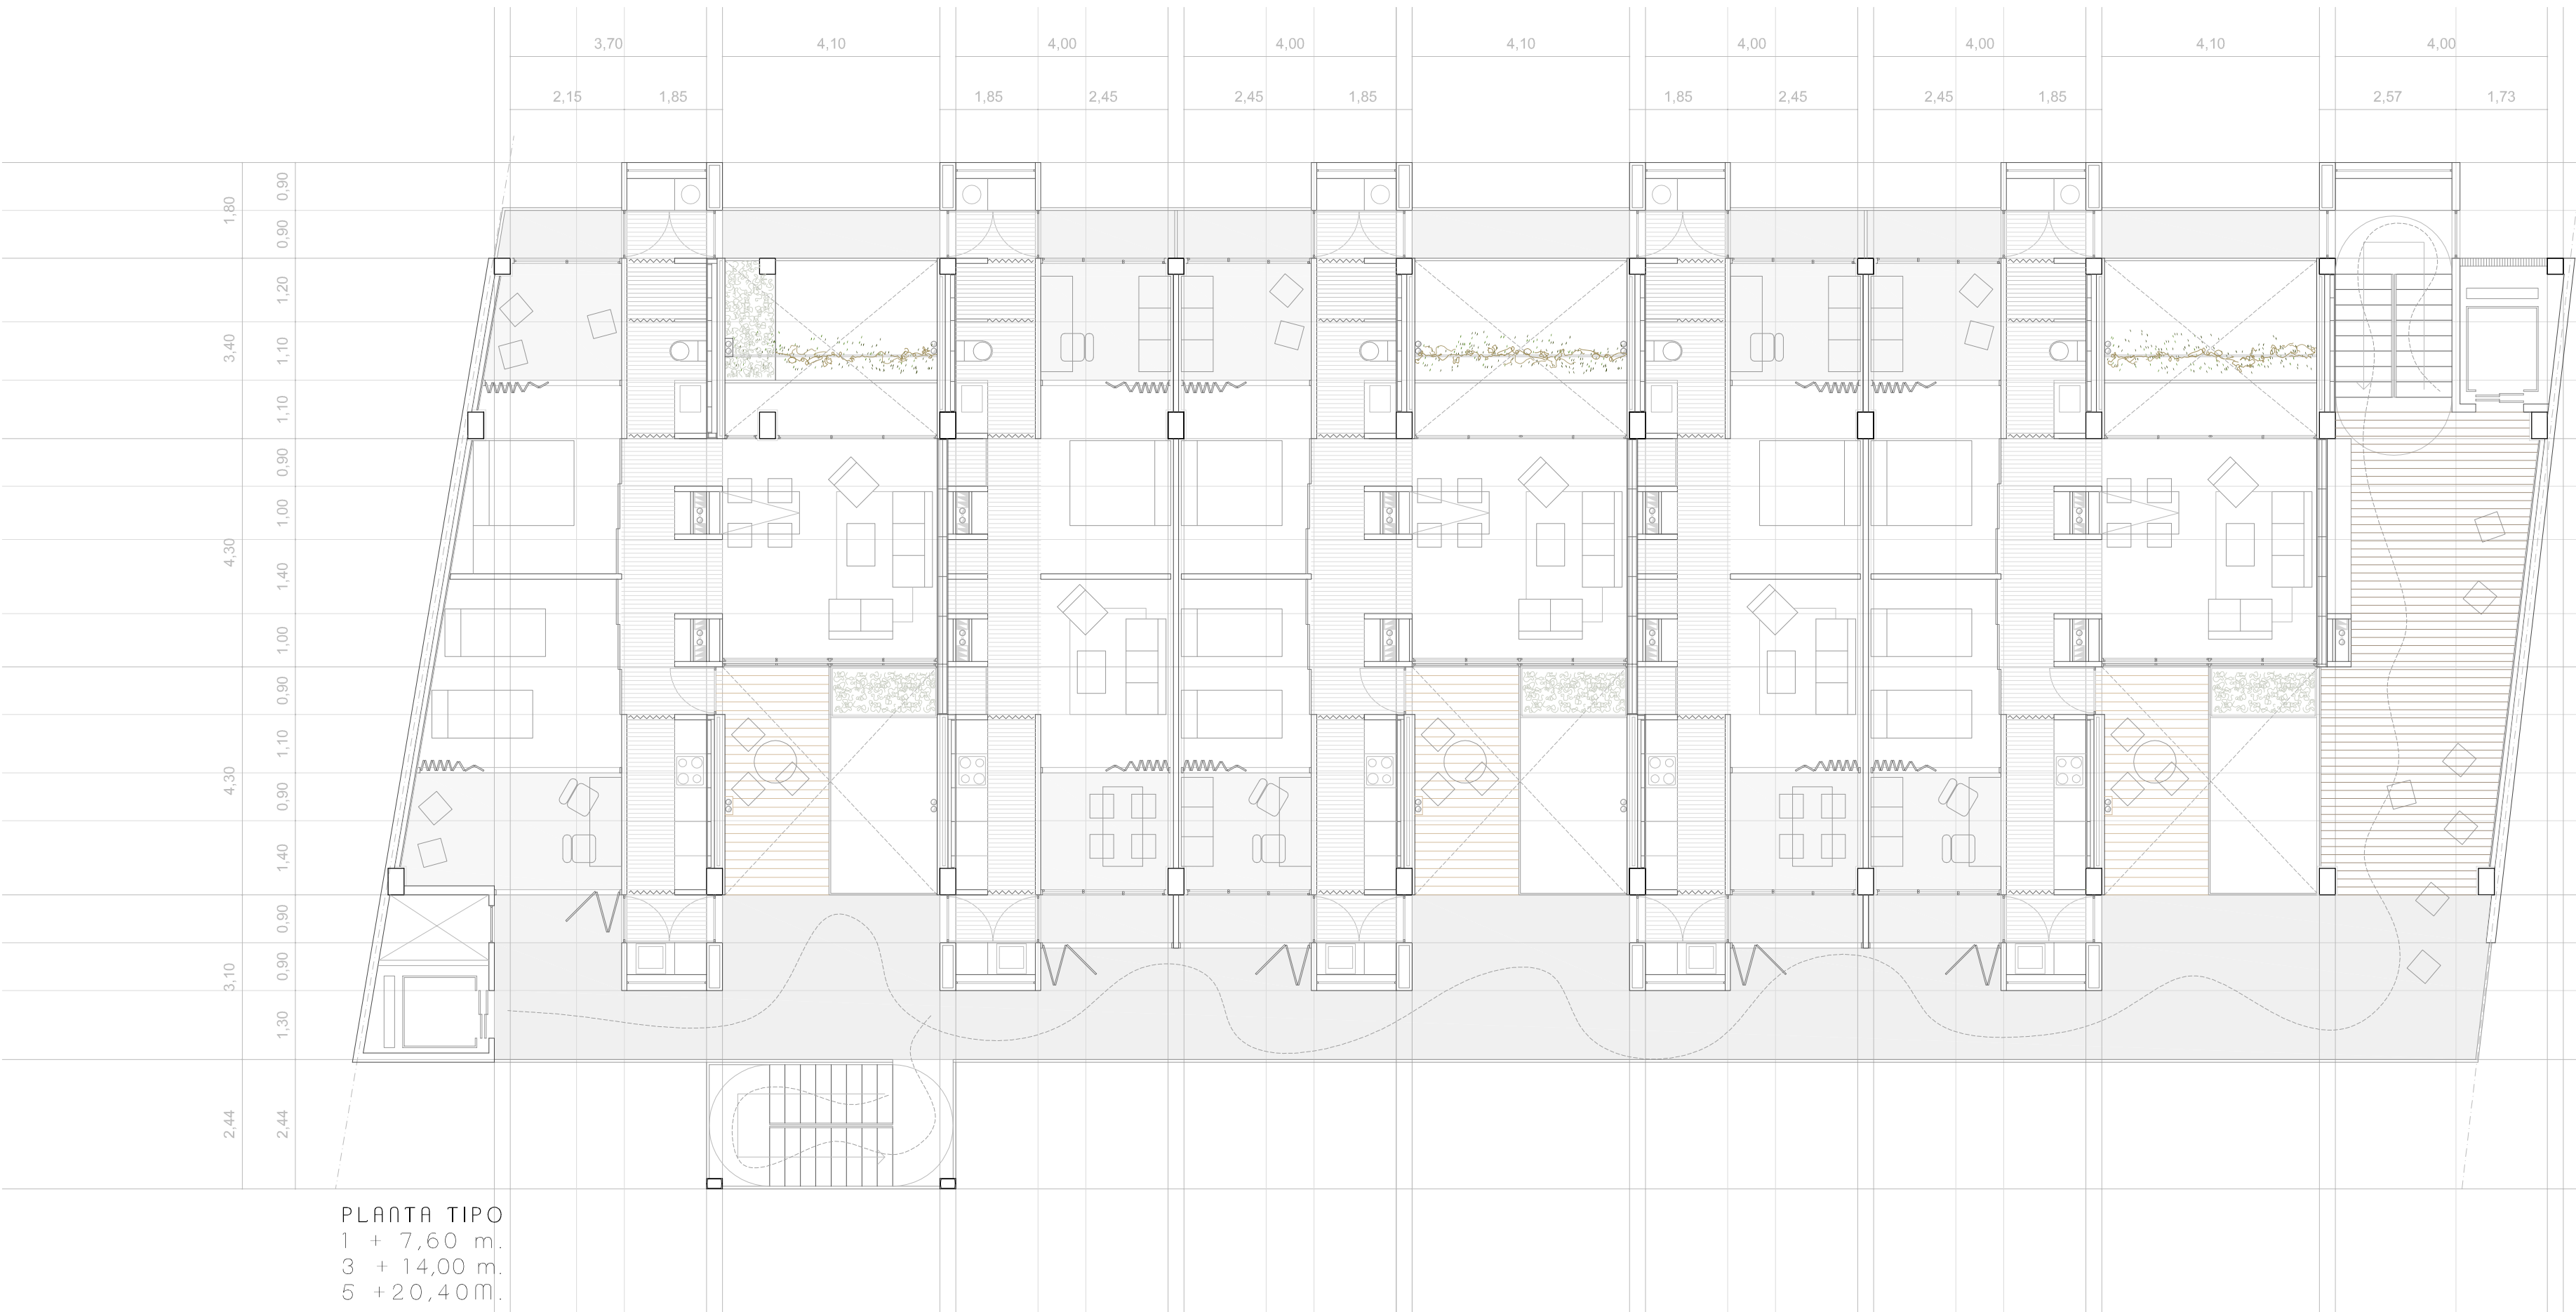 3,70 4,10 4,00 4,00 4,10 4,00 4,00 4,10 4,00
2,15 1,85 1,85 2,45 2,45 1,85 1,85 2,45 2,45 1,85 2,57 1,73
1,80 3,40 4,30 4,30 3,10 2,44
0,90 0,90 1,20 1,10 1,10 0,90 1,00 1,40 1,00 0,90 1,10 0,90 1,40 0,90 0,90 1,30 2,44
PLANTA TIPO
1 + 7,60 m.
3 + 14,00 m.
5 +20,40m.